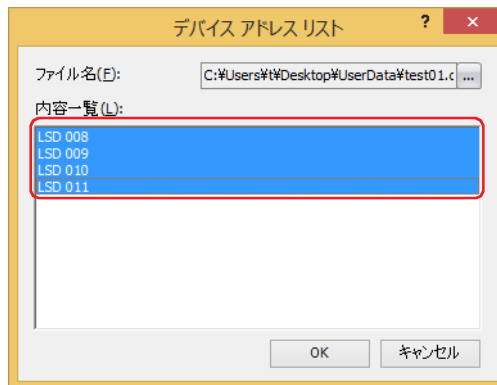 デバイス アドレス リスト ? ×
ファイル名(F): C:¥Users¥t¥Desktop¥UserData¥test01.c ...
内容一覧(L):
LSD 008
LSD 009
LSD 010
LSD 011
OK キャンセル